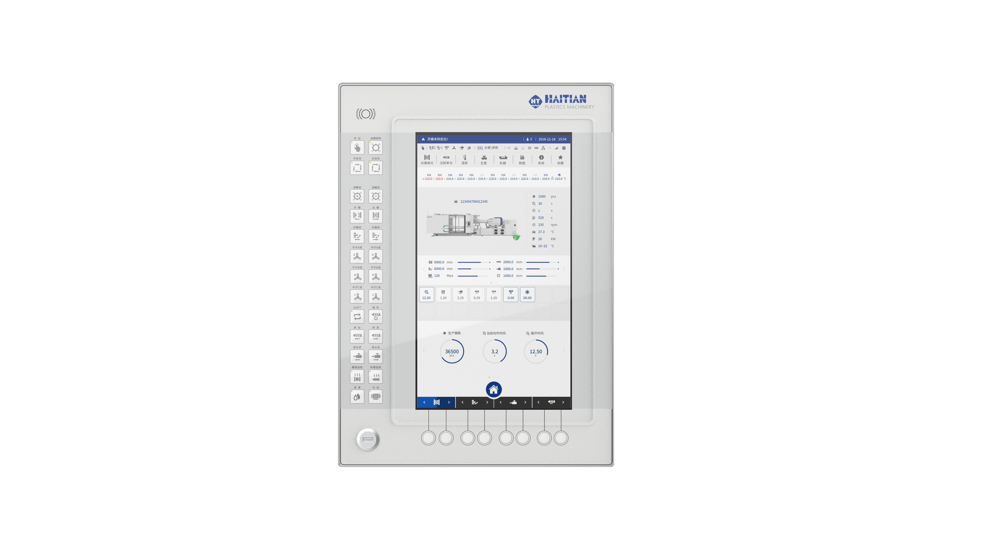 HT HAITIAN
PLASTICS MACHINERY
手 动 调模使用
半自动 全自动
调模退 调模进
开 模 合 模
托模退 托模进
中子A进 中子A退
A A
中子B进 中子B退
B B
中子C进 中子C退
C C
SHIFT 储 料
射 出 射 退
座台进 座台退
模具加热 料筒加热
润 滑 马 达
开模未到定位! 5 2018-12-18 15:54
2 1 031 合模\参数
合模单元 注射单元 温度 生管 机器 数据 系统 收藏
210.0 210.0 210.0 210.0 210.0 210.0 210.0 210.0 210.0 210.0 210.0 210.0 210.0 °C
123456789012345
1000 pcs
30 s
2 s
520 s
235 rpm
27.3 °C
P 20 kW
16~22 °C
0000.0 mm 2000.0 mm
0000.0 mm 1000.0 mm
120 Mpa 1000.0 mm
12.50 1.20 2.25 0.39 1.20 0.00 00.00
生产模数 当前动作时间 循环时间
36500 3.2 12.50
pcs s s